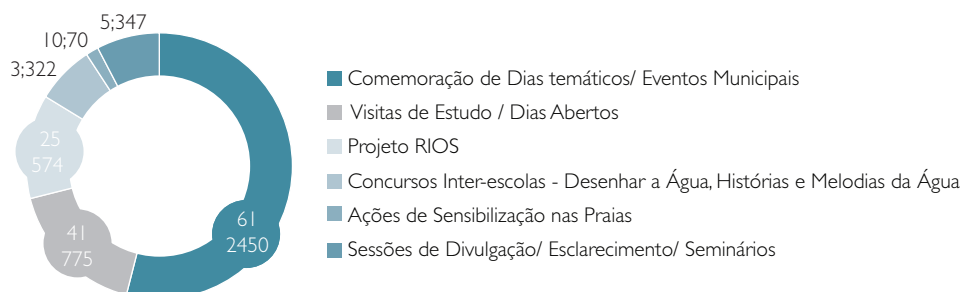 5;347
10;70
3;322
25
574
41
775
61
2450
Comemoração de Dias temáticos/ Eventos Municipais
Visitas de Estudo / Dias Abertos
Projeto RIOS
Concursos Inter-escolas - Desenhar a Água, Histórias e Melodias da Água
Ações de Sensibilização nas Praias
Sessões de Divulgação/ Esclarecimento/ Seminários